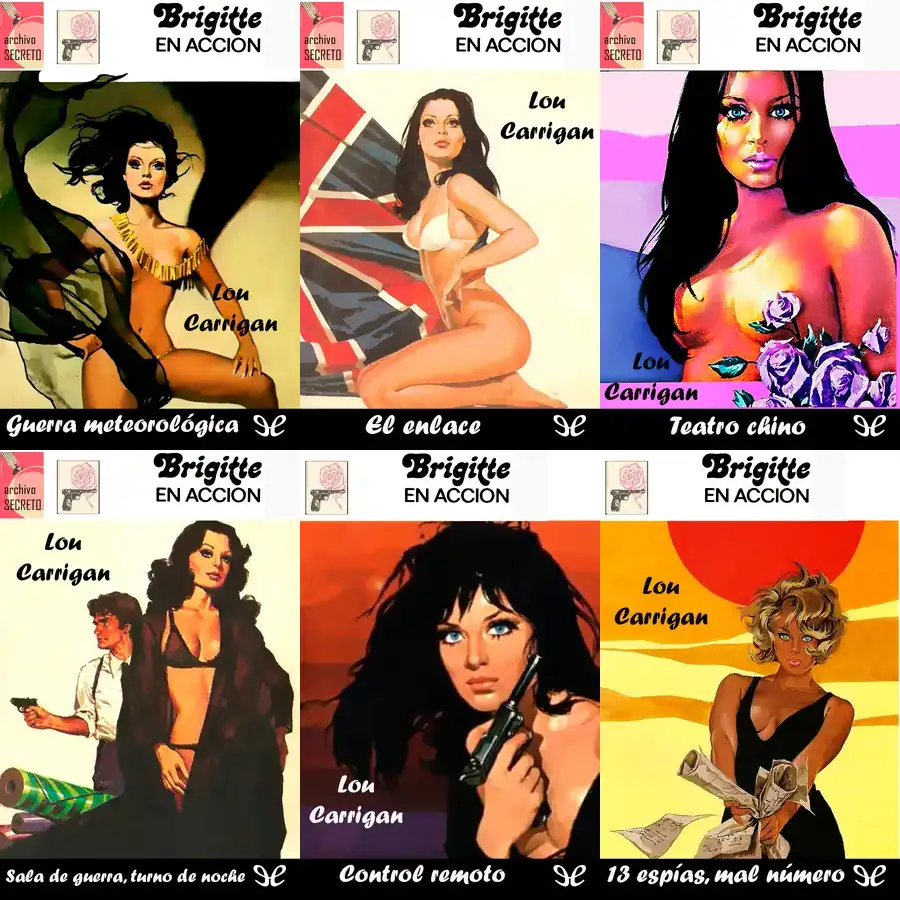 archivo
SECRETO
Brigitte
EN ACCION
Lou
Carrigan
Guerra meteorológica
archivo
SECRETO
Brigitte
EN ACCION
Lou
Carrigan
El enlace
archivo
SECRETO
Brigitte
EN ACCION
Lou
Carrigan
Teatro chino
archivo
SECRETO
Brigitte
EN ACCION
Lou
Carrigan
Sala de guerra, turno de noche
Brigitte
EN ACCION
Lou
Carrigan
Control remoto
Brigitte
EN ACCION
Lou
Carrigan
13 espías, mal número